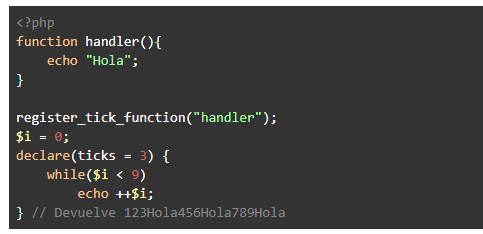 <?php
function handler(){
    echo "Hola";
}

register_tick_function("handler");
$i = 0;
declare(ticks = 3) {
    while($i < 9)
        echo ++$i;
} // Devuelve 123Hola456Hola789Hola